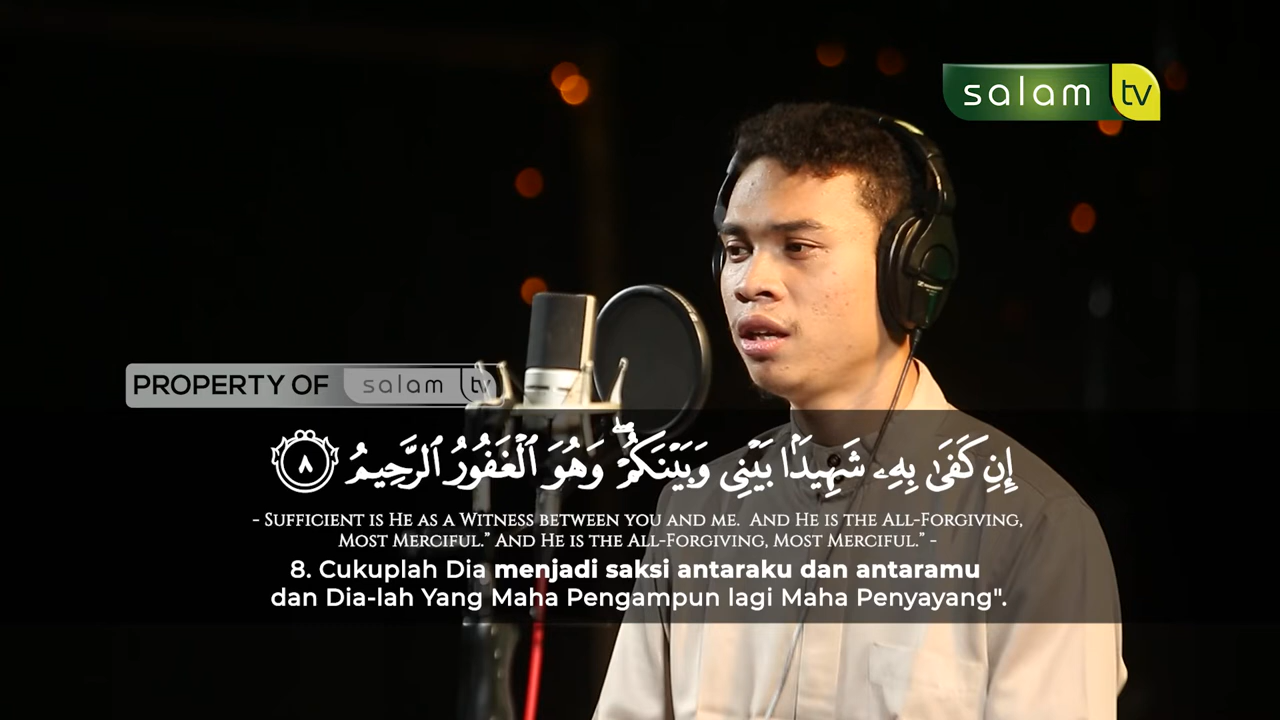 salam tv
PROPERTY OF salam tv
إِنِ كَفَىٰ بِهِۦ شَهِيدًۢا بَيْنِى وَبَيْنَكُمْ ۖ وَهُوَ ٱلْغَفُورُ ٱلرَّحِيمُ ٨
- Sufficient is He as a Witness between you and me. And He is the All-Forgiving,
Most Merciful.” And He is the All-Forgiving, Most Merciful.” -
8. Cukuplah Dia menjadi saksi antaraku dan antaramu
dan Dia-lah Yang Maha Pengampun lagi Maha Penyayang".